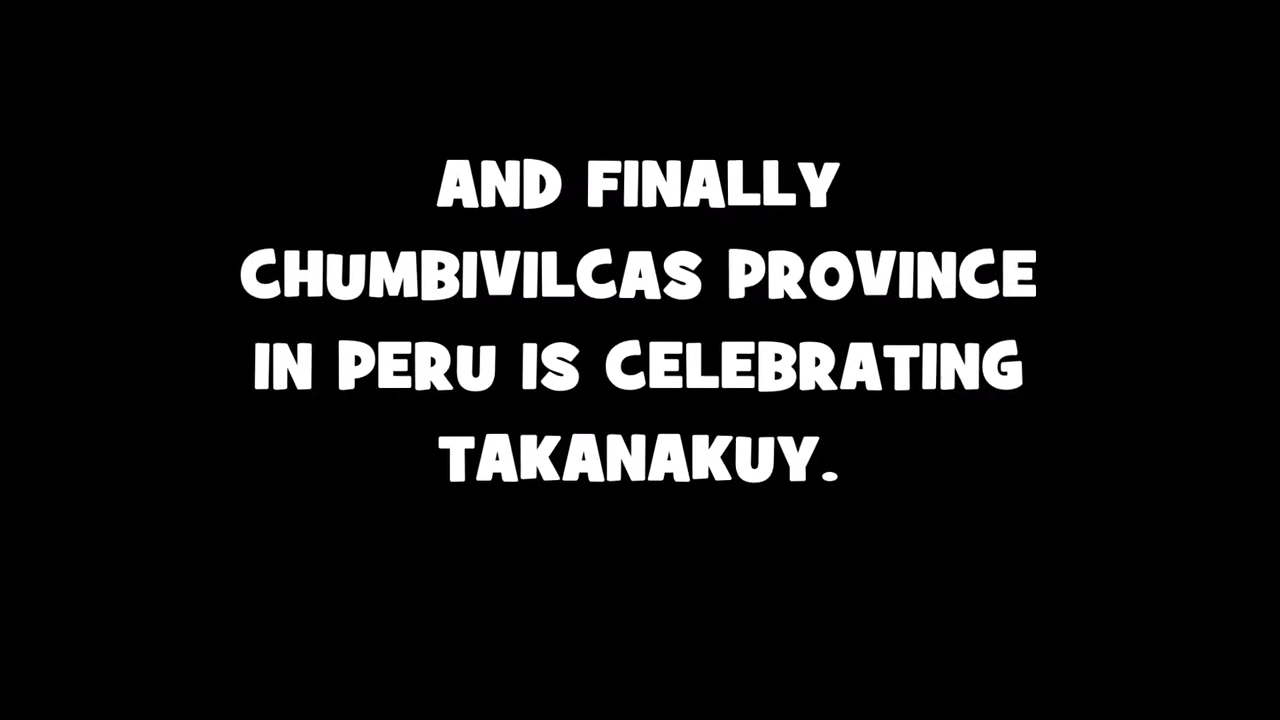 AND FINALLY
CHUMBIVILCAS PROVINCE
IN PERU IS CELEBRATING
TAKANAKUY.